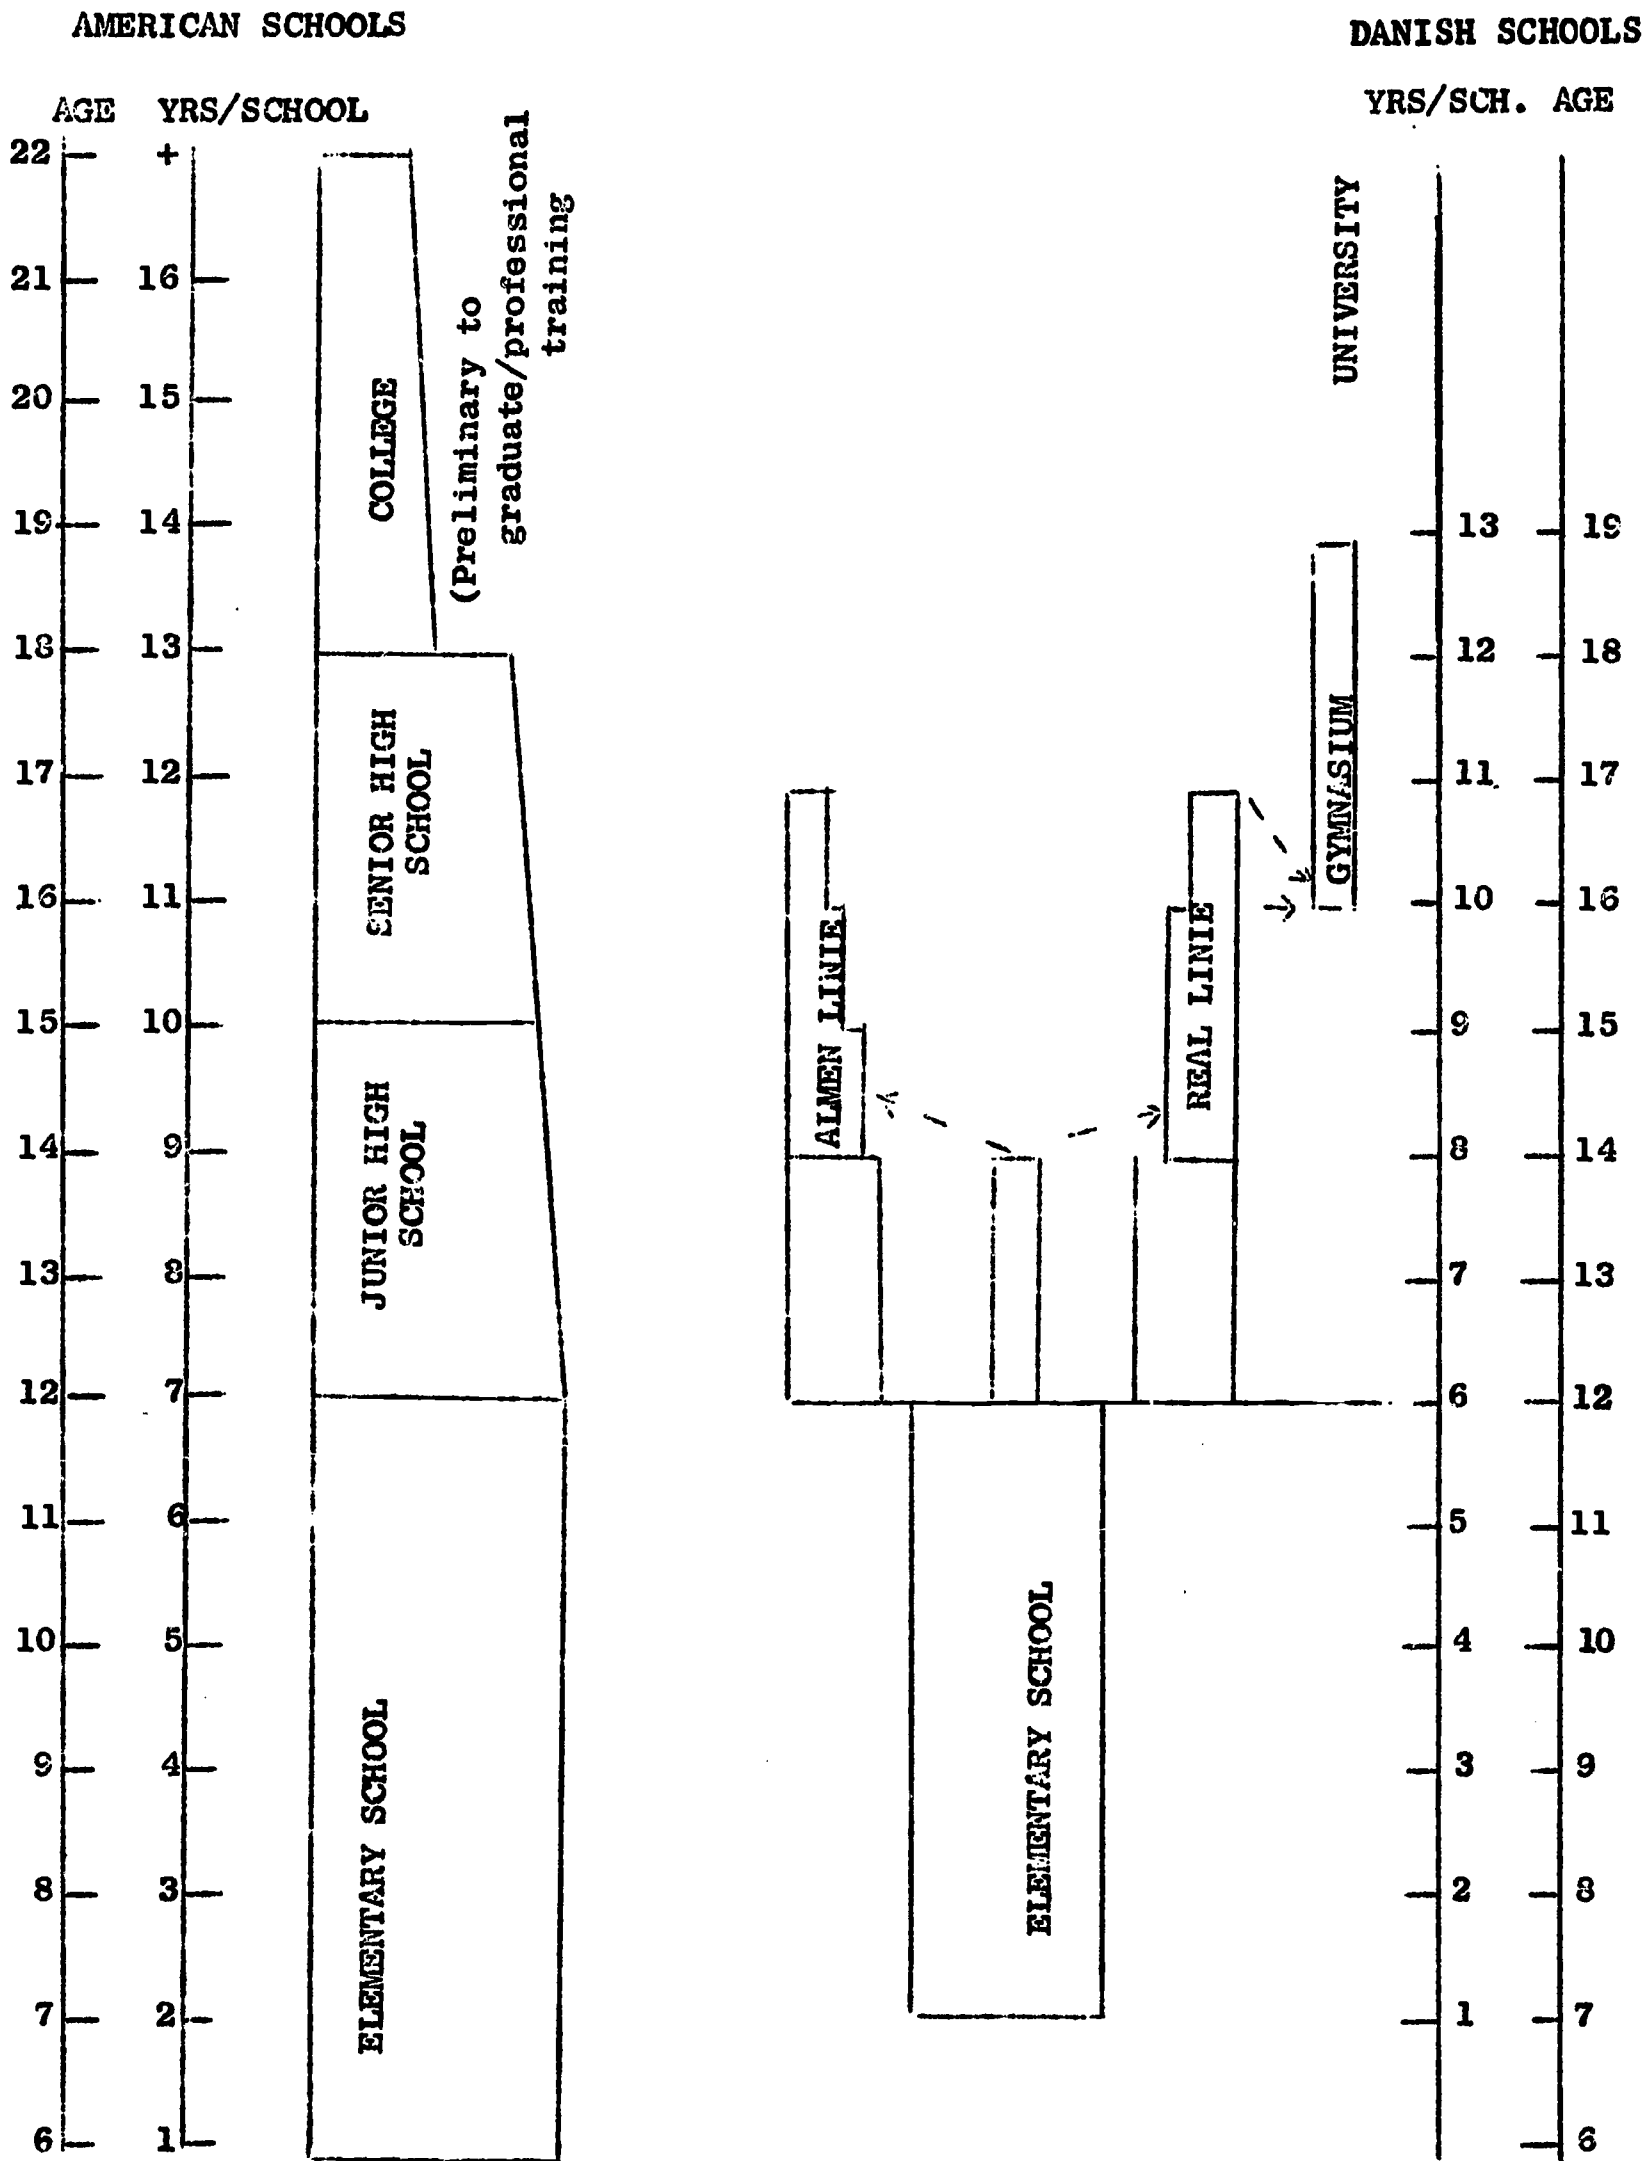 AMERICAN SCHOOLS
DANISH SCHOOLS
AGE YRS/SCHOOL
YRS/SCH. AGE
22 +
21 16
20 15
19 14
18 13
17 12
16 11
15 10
14 9
13 8
12 7
11 6
10 5
9 4
8 3
7 2
6 1
COLLEGE
(Preliminary to
graduate/professional
training
SENIOR HIGH
SCHOOL
JUNIOR HIGH
SCHOOL
ELEMENTARY SCHOOL
ALMEN LINIE
REAL LINIE
GYMNASIUM
UNIVERSITY
ELEMENTARY SCHOOL
13 19
12 18
11 17
10 16
9 15
8 14
7 13
6 12
5 11
4 10
3 9
2 8
1 7
6